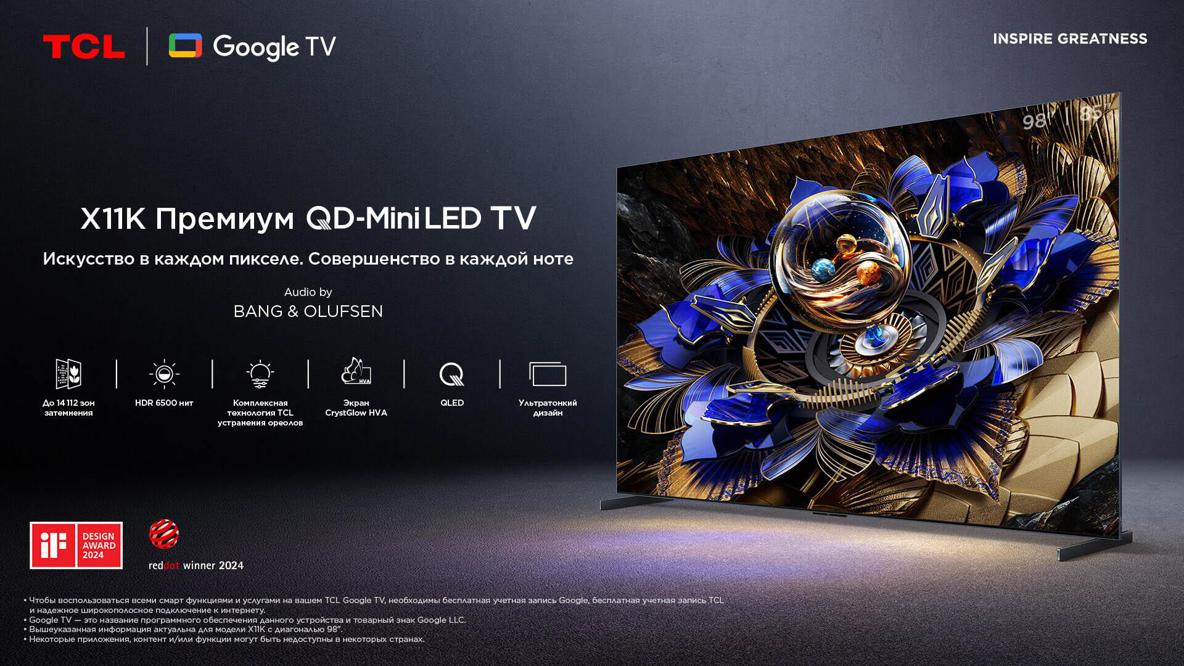 TCL | Google TV
INSPIRE GREATNESS
98" 85"
X11K Премиум QD-Mini LED TV
Искусство в каждом пикселе. Совершенство в каждой ноте
Audio by
BANG & OLUFSEN
До 14112 зон
затемнения
HDR 6500 нит
Комплексная
технология TCL
устранения ореолов
HVA
Экран
CrystGlow HVA
QLED
Ультратонкий
дизайн
iF
DESIGN
AWARD
2024
reddot winner 2024
• Чтобы воспользоваться всеми смарт функциями и услугами на вашем TCL Google TV, необходимы бесплатная учетная запись Google, бесплатная учетная запись TCL
и надежное широкополосное подключение к интернету.
• Google TV — это название программного обеспечения данного устройства и товарный знак Google LLC.
• Вышеуказанная информация актуальна для модели X11K с диагональю 98".
• Некоторые приложения, контент и/или функции могут быть недоступны в некоторых странах.